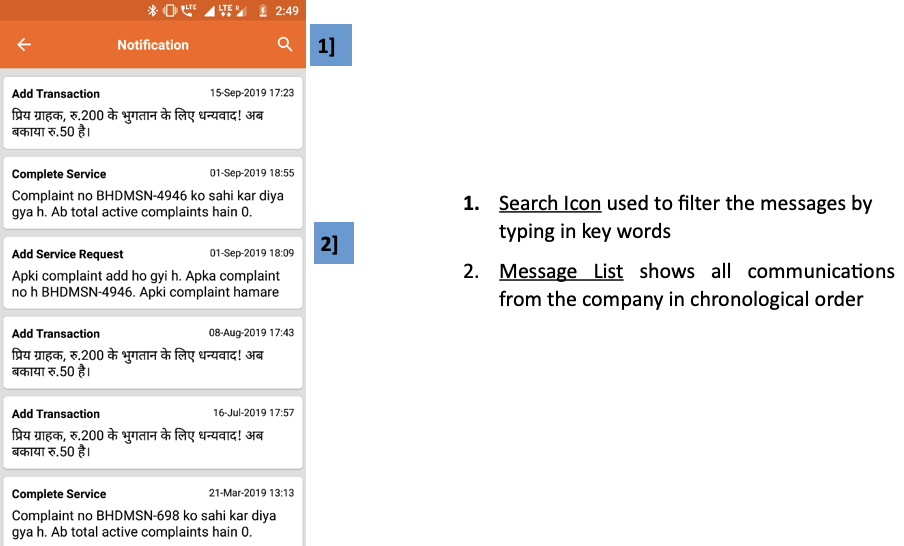 LTE LTE R 2:49
Notification
1]
Add Transaction 15-Sep-2019 17:23
प्रिय ग्राहक, रु.200 के भुगतान के लिए धन्यवाद! अब
बकाया रु.50 है।
Complete Service 01-Sep-2019 18:55
Complaint no BHDMSN-4946 ko sahi kar diya
gya h. Ab total active complaints hain 0.
2]
Add Service Request 01-Sep-2019 18:09
Apki complaint add ho gyi h. Apka complaint
no h BHDMSN-4946. Apki complaint hamare
Add Transaction 08-Aug-2019 17:43
प्रिय ग्राहक, रु.200 के भुगतान के लिए धन्यवाद! अब
बकाया रु.50 है।
Add Transaction 16-Jul-2019 17:57
प्रिय ग्राहक, रु.200 के भुगतान के लिए धन्यवाद! अब
बकाया रु.50 है।
Complete Service 21-Mar-2019 13:13
Complaint no BHDMSN-698 ko sahi kar diya
gya h. Ab total active complaints hain 0.
1. Search Icon used to filter the messages by
typing in key words
2. Message List shows all communications
from the company in chronological order